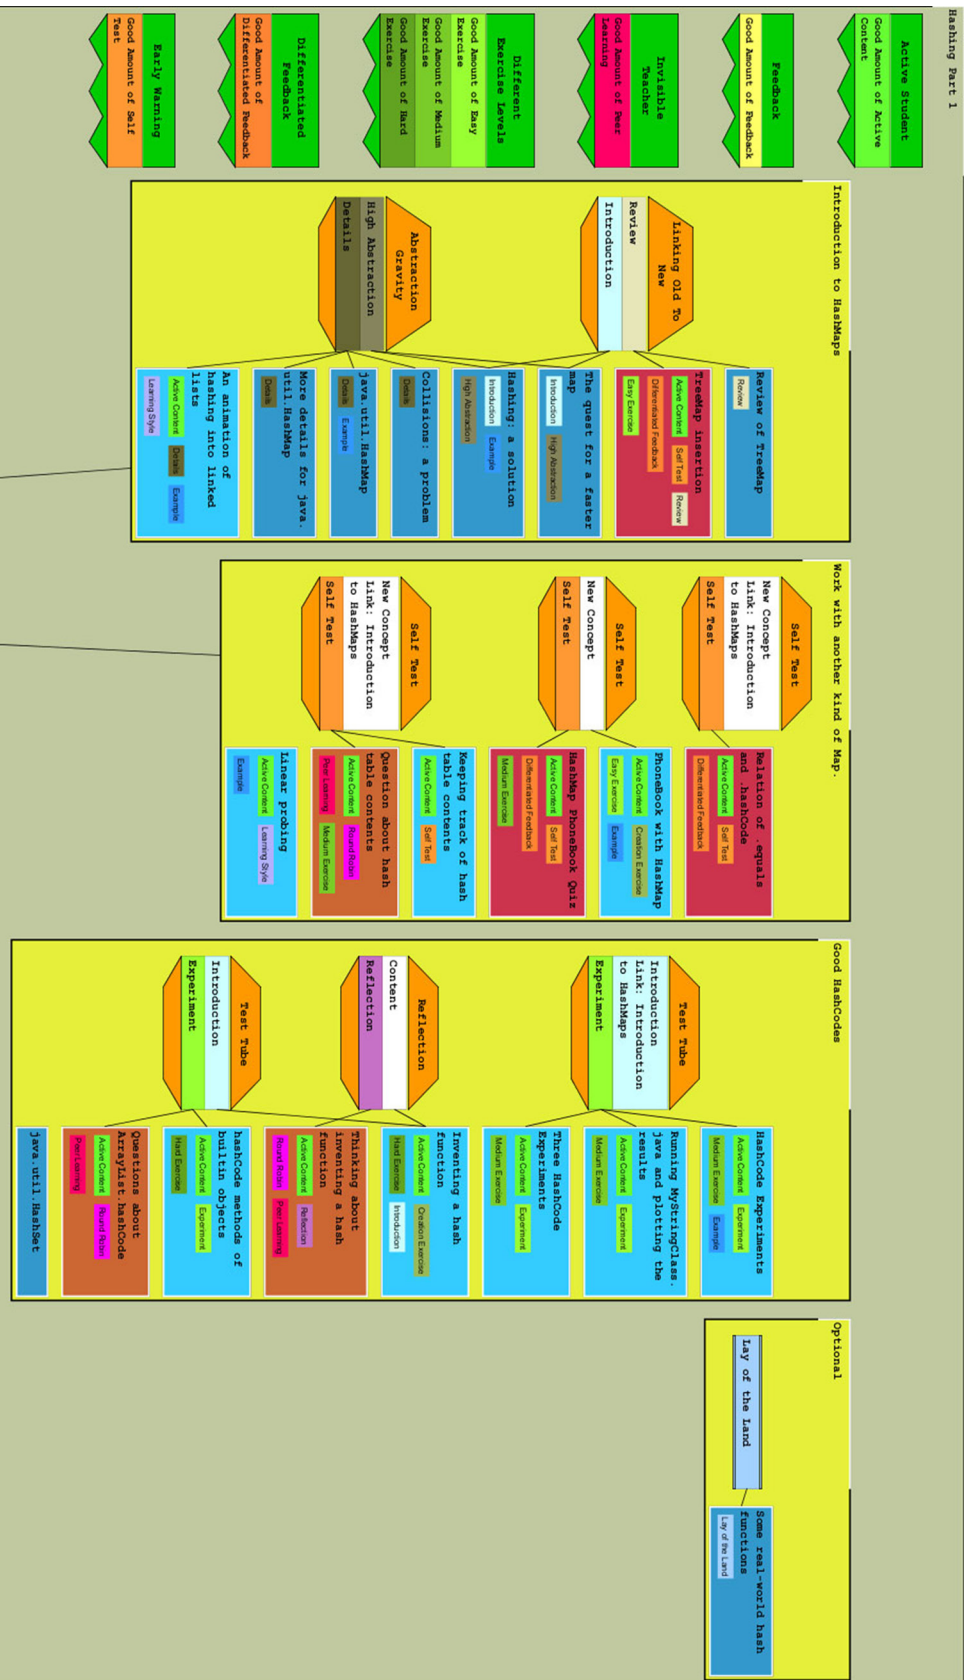 Hashing Part 1
Active Student
Good Amount of Active
Content
Feedback
Good Amount of Feedback
Invisible
Teacher
Good Amount of Peer
Learning
Different
Exercise Levels
Good Amount of Easy
Exercise
Good Amount of Medium
Exercise
Good Amount of Hard
Exercise
Differentiated
Feedback
Good Amount of
Differentiated Feedback
Early Warning
Good Amount of Self
Test
Introduction to HashMaps
Linking Old To
New
Review
Introduction
Abstraction
Gravity
High Abstraction
Details
Review of TreeMap
Review
TreeMap insertion
Active Content Self Test Review
Differentiated Feedback
Easy Exercise
The quest for a faster
map
Introduction High Abstraction
Hashing: a solution
Introduction Example
High Abstraction
Collisions: a problem
Details
java.util.HashMap
Details Example
More details for java.
util.HashMap
Details
An animation of
hashing into linked
lists
Active Content Details Example
Learning Style
Work with another kind of Map.
Self Test
New Concept
Link: Introduction
to HashMaps
Self Test
Self Test
New Concept
Self Test
Self Test
New Concept
Link: Introduction
to HashMaps
Self Test
Relation of .equals
and .hashCode
Active Content Self Test
Differentiated Feedback
PhoneBook with HashMap
Active Content Creation Exercise
Easy Exercise Example
HashMap PhoneBook Quiz
Active Content Self Test
Differentiated Feedback
Medium Exercise
Keeping track of hash
table contents
Active Content Self Test
Question about hash
table contents
Active Content Round Robin
Peer Learning Medium Exercise
Linear probing
Active Content Learning Style
Example
Good HashCodes
Test Tube
Introduction
Link: Introduction
to HashMaps
Experiment
Reflection
Content
Reflection
Test Tube
Introduction
Experiment
HashCode Experiments
Active Content Experiment
Medium Exercise Example
Running MyStringClass.
java and plotting the
results
Active Content Experiment
Medium Exercise
Three HashCode
Experiments
Active Content Experiment
Medium Exercise
Inventing a hash
function
Active Content Creation Exercise
Hard Exercise Introduction
Thinking about
inventing a hash
function
Active Content Reflection
Round Robin Peer Learning
hashCode methods of
builtin objects
Active Content Experiment
Hard Exercise
Questions about
ArrayList.hashCode
Active Content Round Robin
Peer Learning
java.util.HashSet
Optional
Lay of the Land
Some real-world hash
functions
Lay of the Land